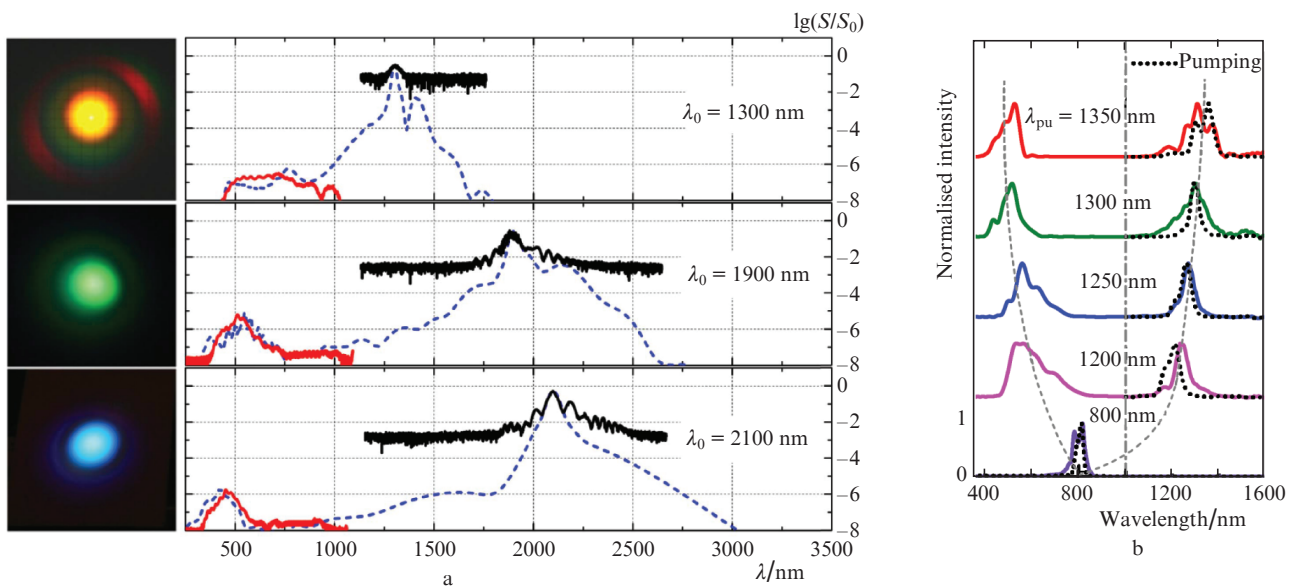 lg(S/S₀)
0
−2
−4
−6
−8
λ₀ = 1300 nm
0
−2
−4
−6
−8
λ₀ = 1900 nm
0
−2
−4
−6
−8
λ₀ = 2100 nm
500 1000 1500 2000 2500 3000 3500
a λ/nm
Normalised intensity
Pumping
λpu = 1350 nm
1300 nm
1250 nm
1200 nm
800 nm
1
0
400 800 1200 1600
Wavelength/nm
b